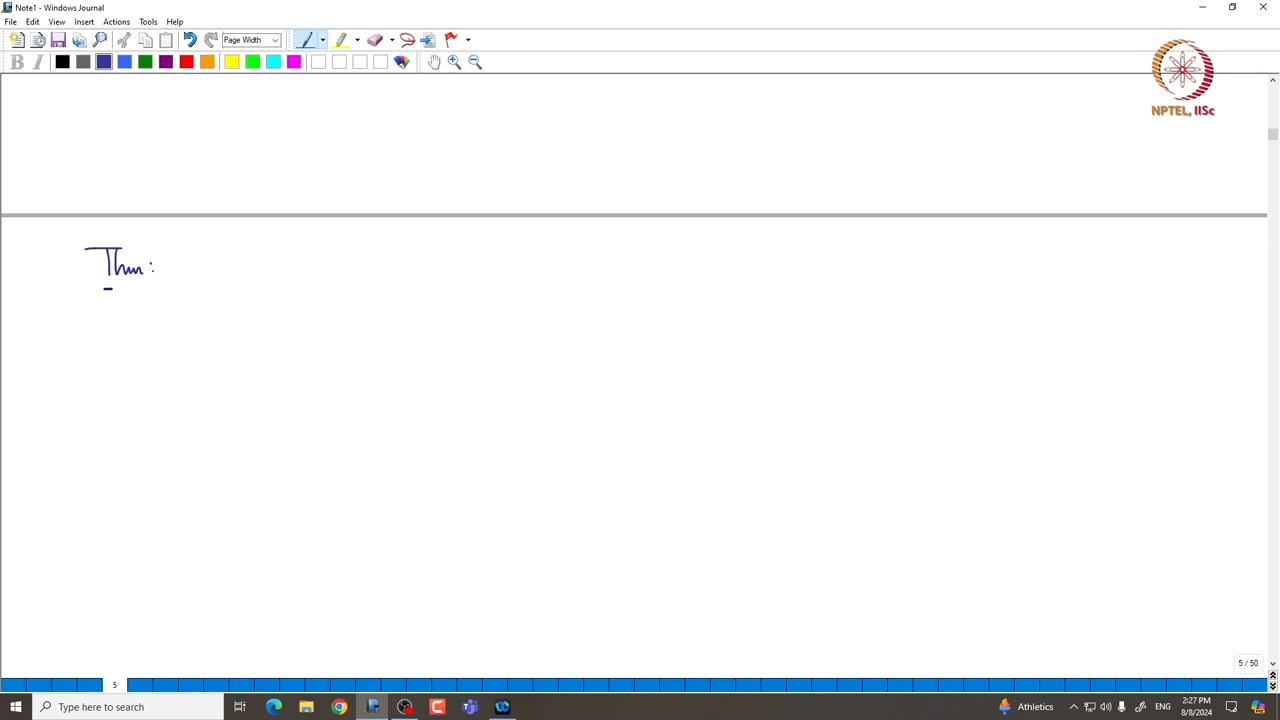 Note1 - Windows Journal
File Edit View Insert Actions Tools Help
Page Width
B I
NPTEL, IISc
Thm :
5 / 50
5
Type here to search
Athletics
ENG
2:27 PM
8/8/2024